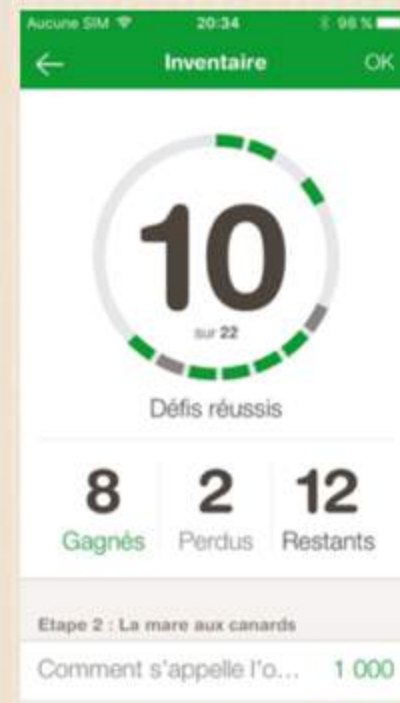 Aucune SIM 20:34 98 %
Inventaire OK
10
sur 22
Défis réussis
8 2 12
Gagnés Perdus Restants
Etape 2 : La mare aux canards
Comment s'appelle l'o... 1 000